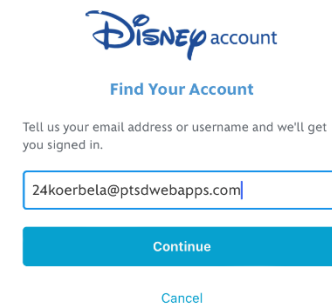 Disney account
Find Your Account
Tell us your email address or username and we'll get
you signed in.
24koerbela@ptsdwebapps.com
Continue
Cancel